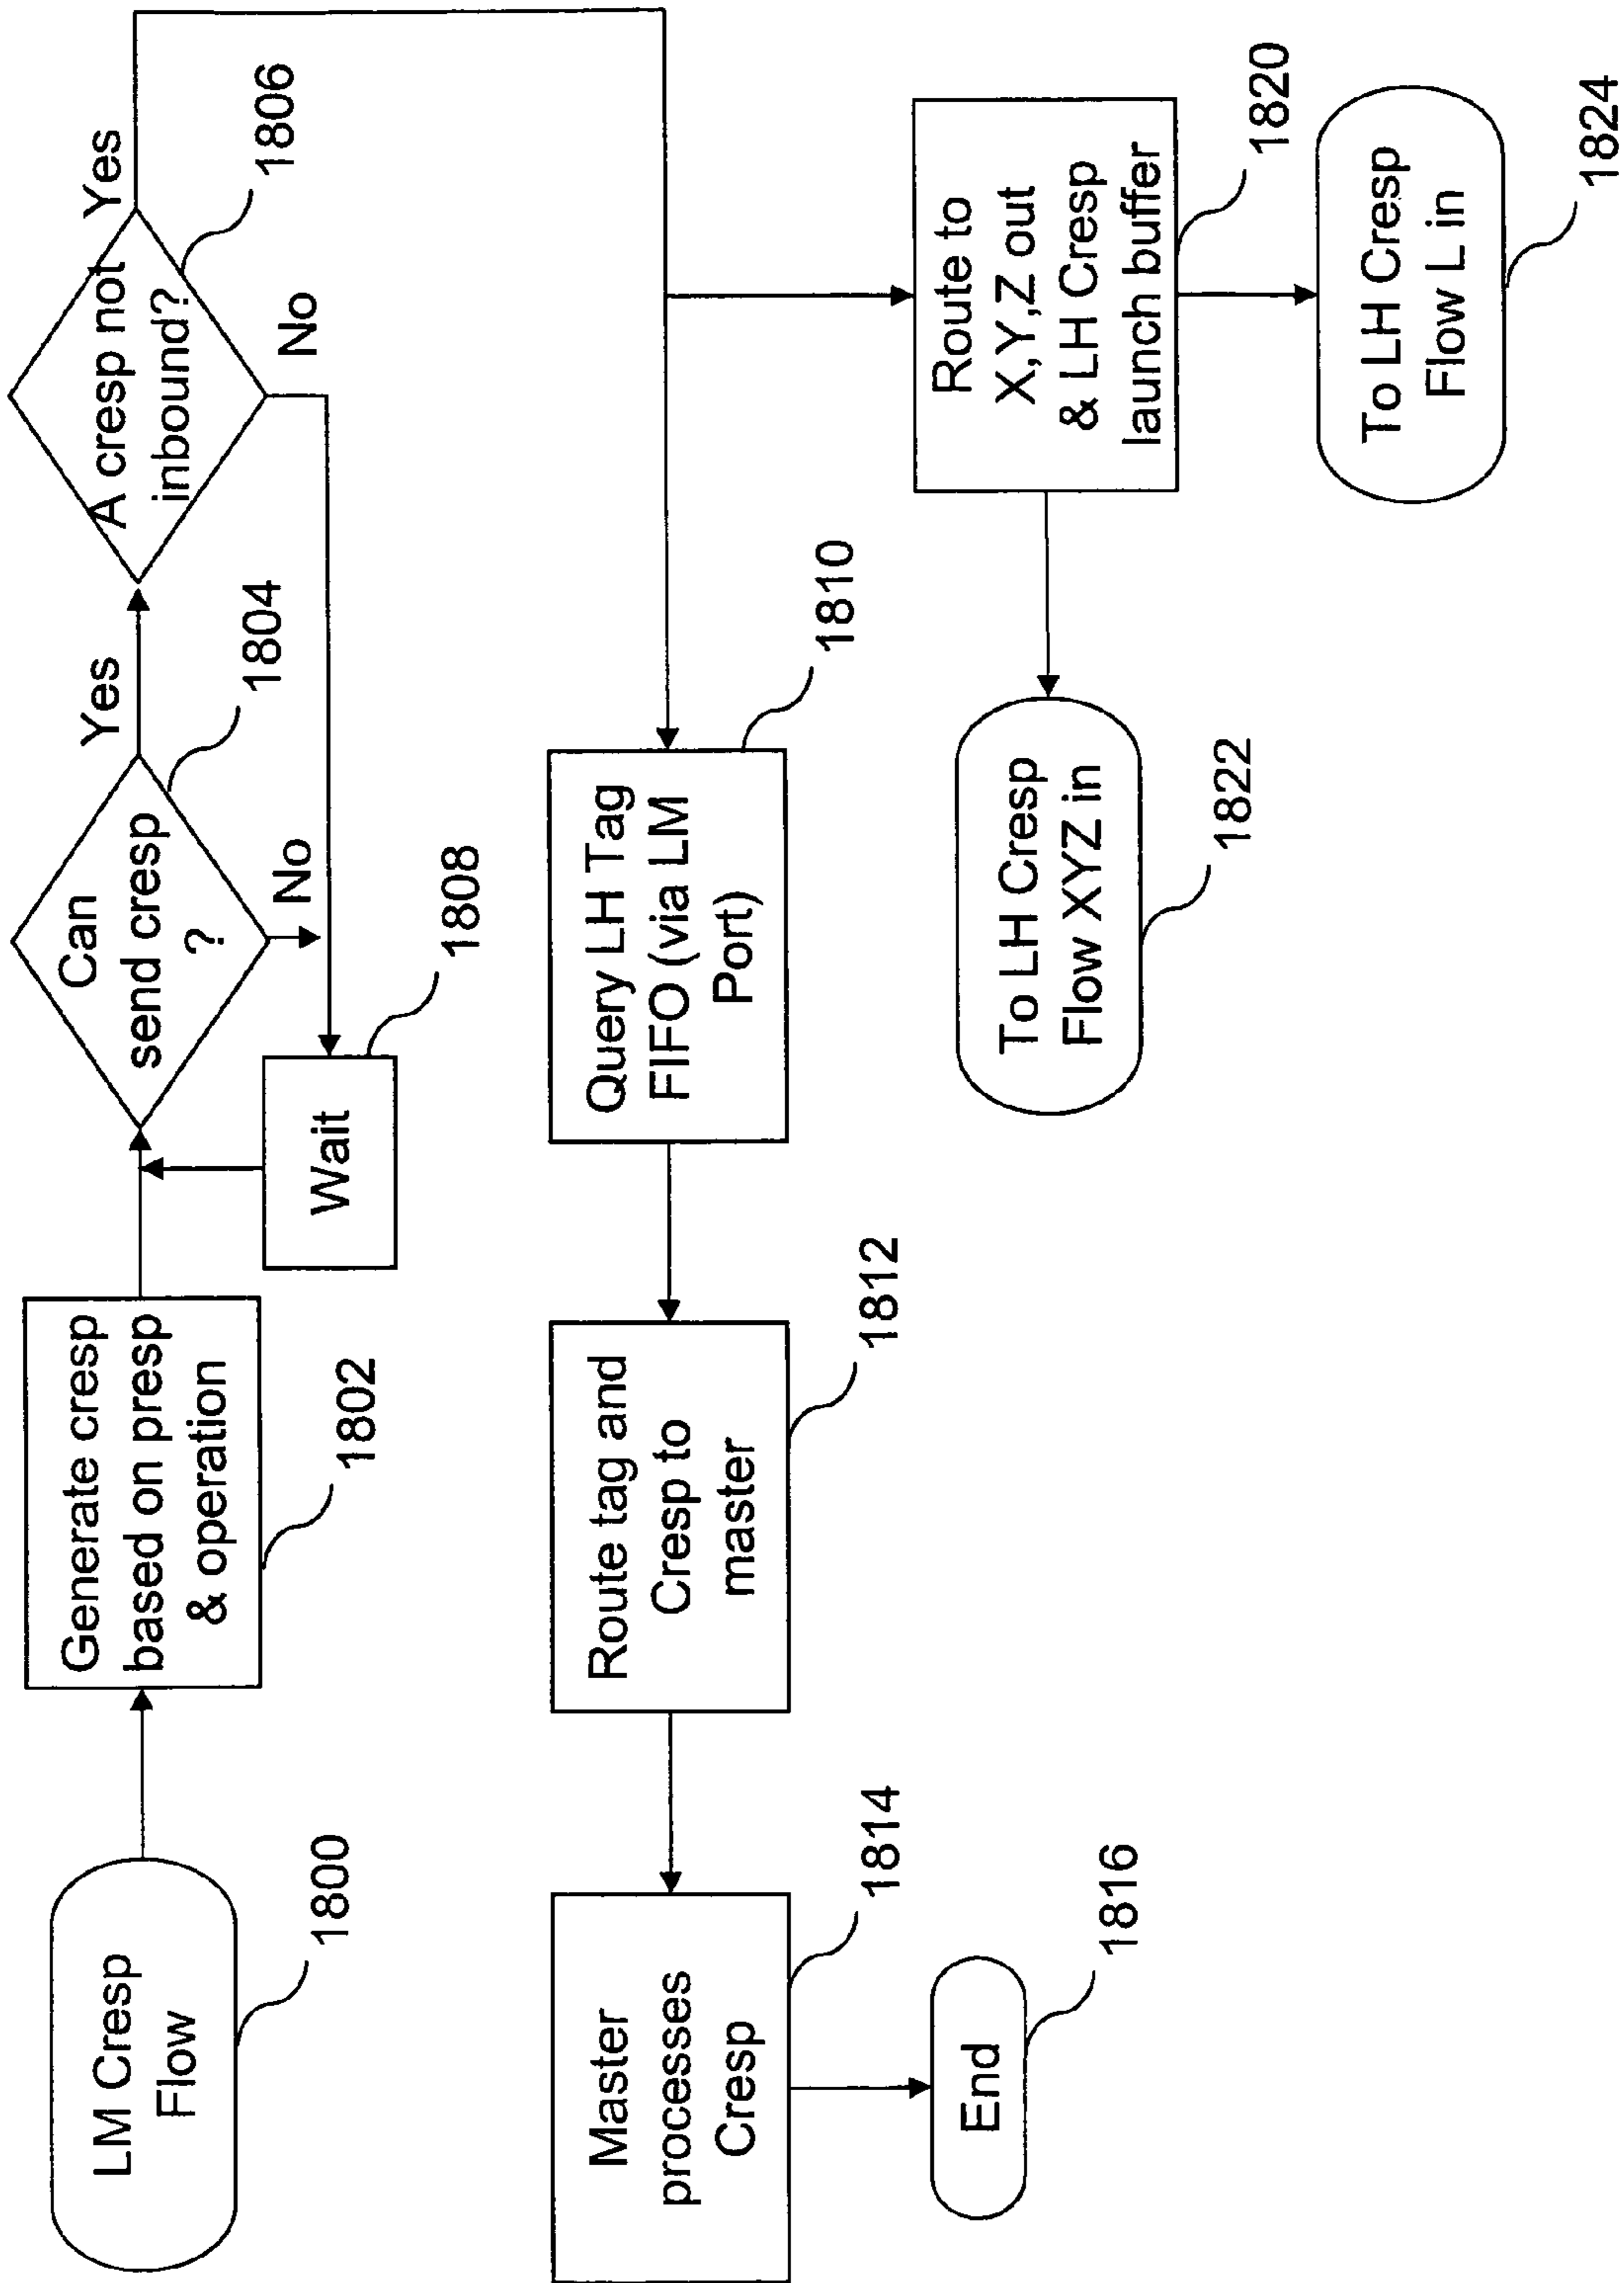 LM Cresp
Flow
1800
Generate cresp
based on presp
& operation
1802
Can
send cresp
?
1804
Yes
No
A cresp not
inbound?
1806
Yes
No
Wait
1808
Query LH Tag
FIFO (via LM
Port)
1810
Route tag and
Cresp to
master
1812
Master
processes
Cresp
1814
End
1816
Route to
X,Y,Z out
& LH Cresp
launch buffer
1820
To LH Cresp
Flow XYZ in
1822
To LH Cresp
Flow L in
1824